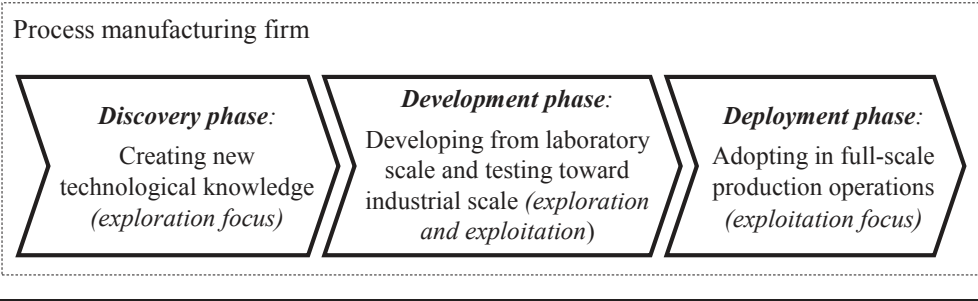 Process manufacturing firm
Discovery phase:
Creating new
technological knowledge
(exploration focus)
Development phase:
Developing from laboratory
scale and testing toward
industrial scale (exploration
and exploitation)
Deployment phase:
Adopting in full-scale
production operations
(exploitation focus)